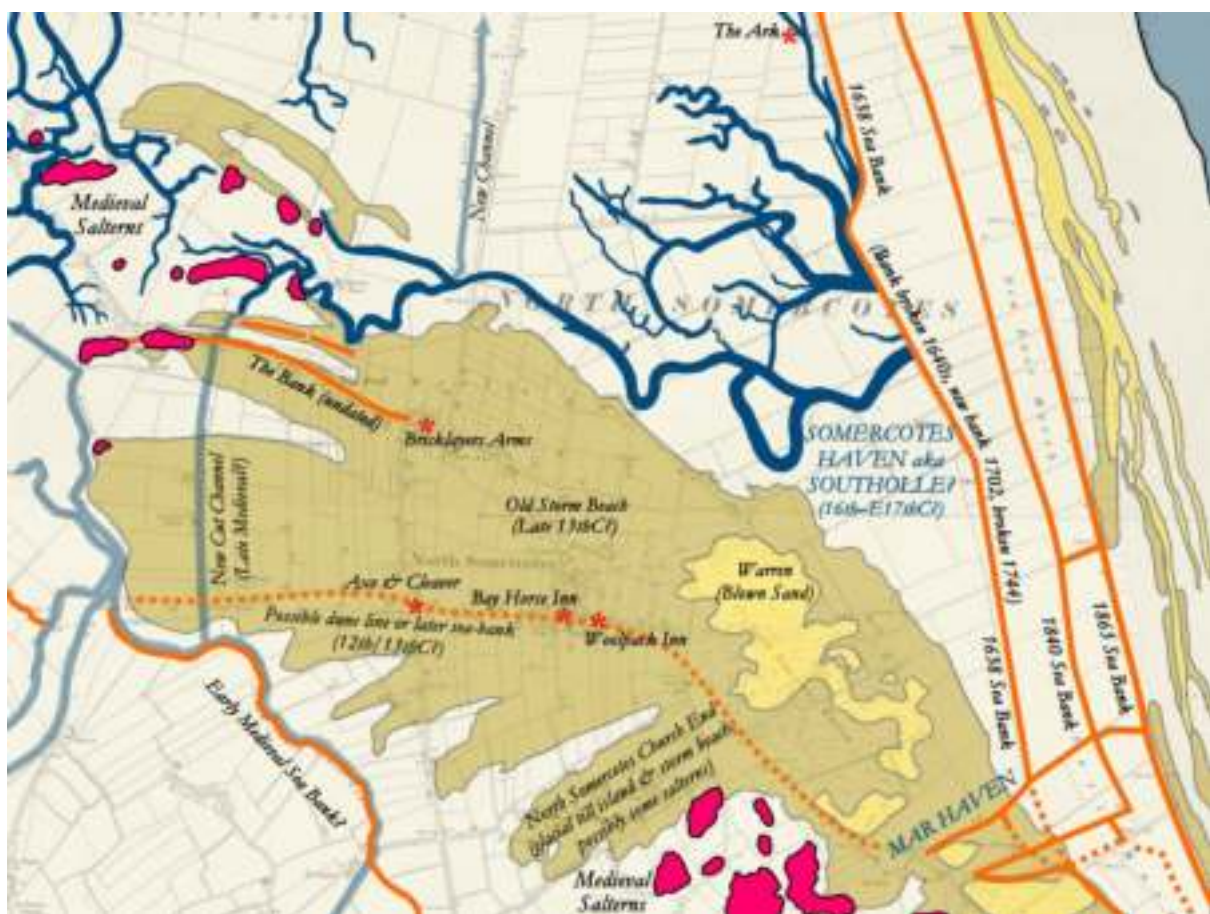 The Ark
1638 Sea Bank
New Channel
Medieval
Salterns
NORTH SOMERCOTES
(Bank broken 1640s, new bank 1702, broken 1744)
The Bank (undated)
Bricklayers Arms
SOMERCOTES
HAVEN aka
SOUTHOLLE?
(16th–E17thC?)
New Cut Channel
(Late Medieval?)
Old Storm Beach
(Late 13thC?)
North Somercotes
Warren
(Blown Sand)
Axe & Cleaver
Bay Horse Inn
Possible dune line or later sea-bank
(12th/13thC?)
Woolpath Inn
1638 Sea Bank
1840 Sea Bank
1863 Sea Bank
Early Medieval Sea Bank?
North Somercotes Church End
(glacial till island & storm beach
possibly some salterns)
MAR HAVEN
?
Medieval
Salterns